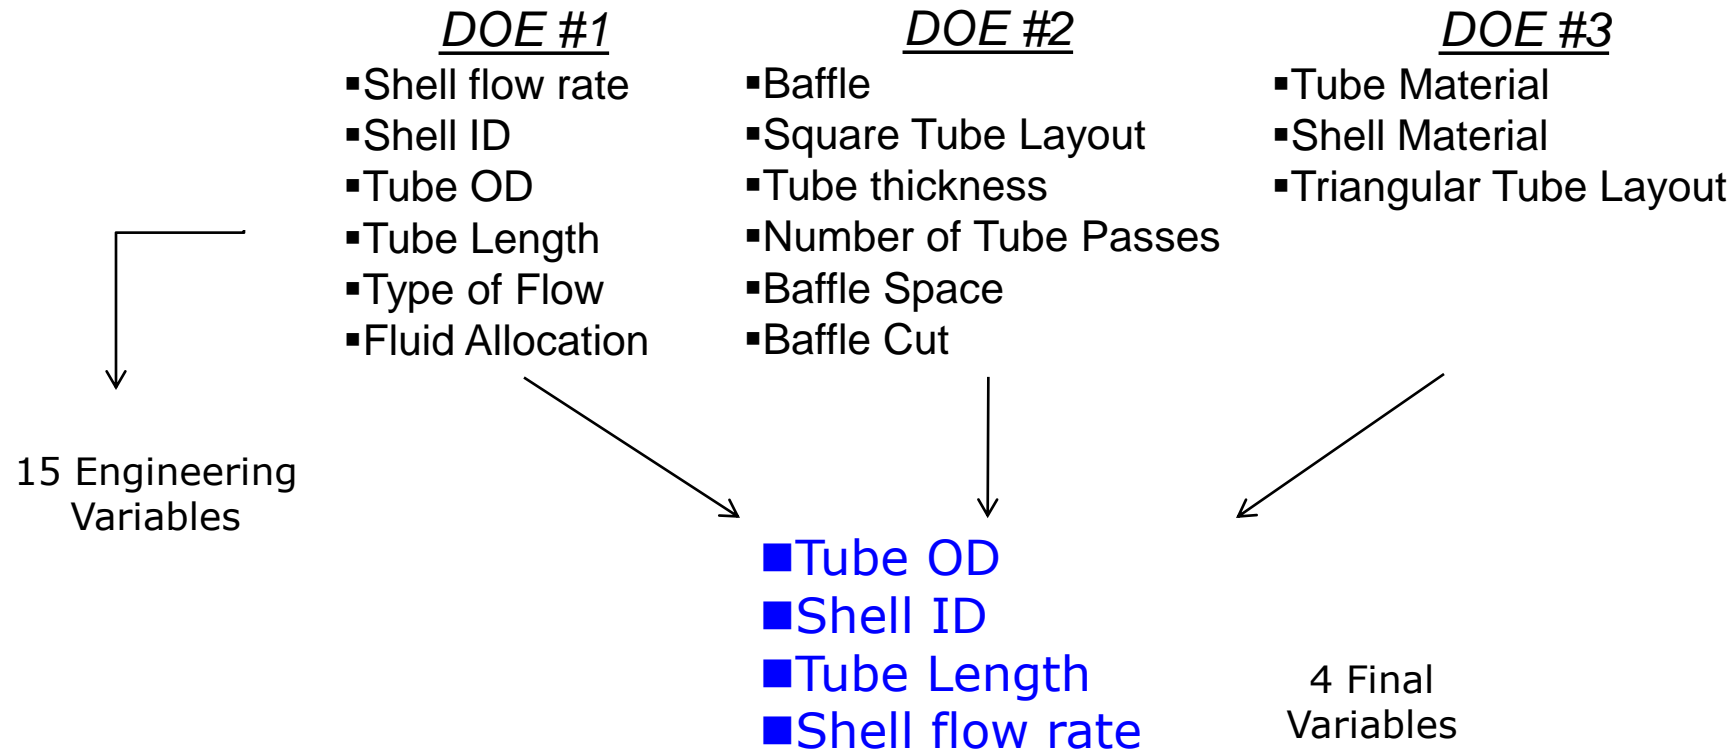 DOE #1
▪Shell flow rate
▪Shell ID
▪Tube OD
▪Tube Length
▪Type of Flow
▪Fluid Allocation
DOE #2
▪Baffle
▪Square Tube Layout
▪Tube thickness
▪Number of Tube Passes
▪Baffle Space
▪Baffle Cut
DOE #3
▪Tube Material
▪Shell Material
▪Triangular Tube Layout
15 Engineering
Variables
■Tube OD
■Shell ID
■Tube Length
■Shell flow rate
4 Final
Variables